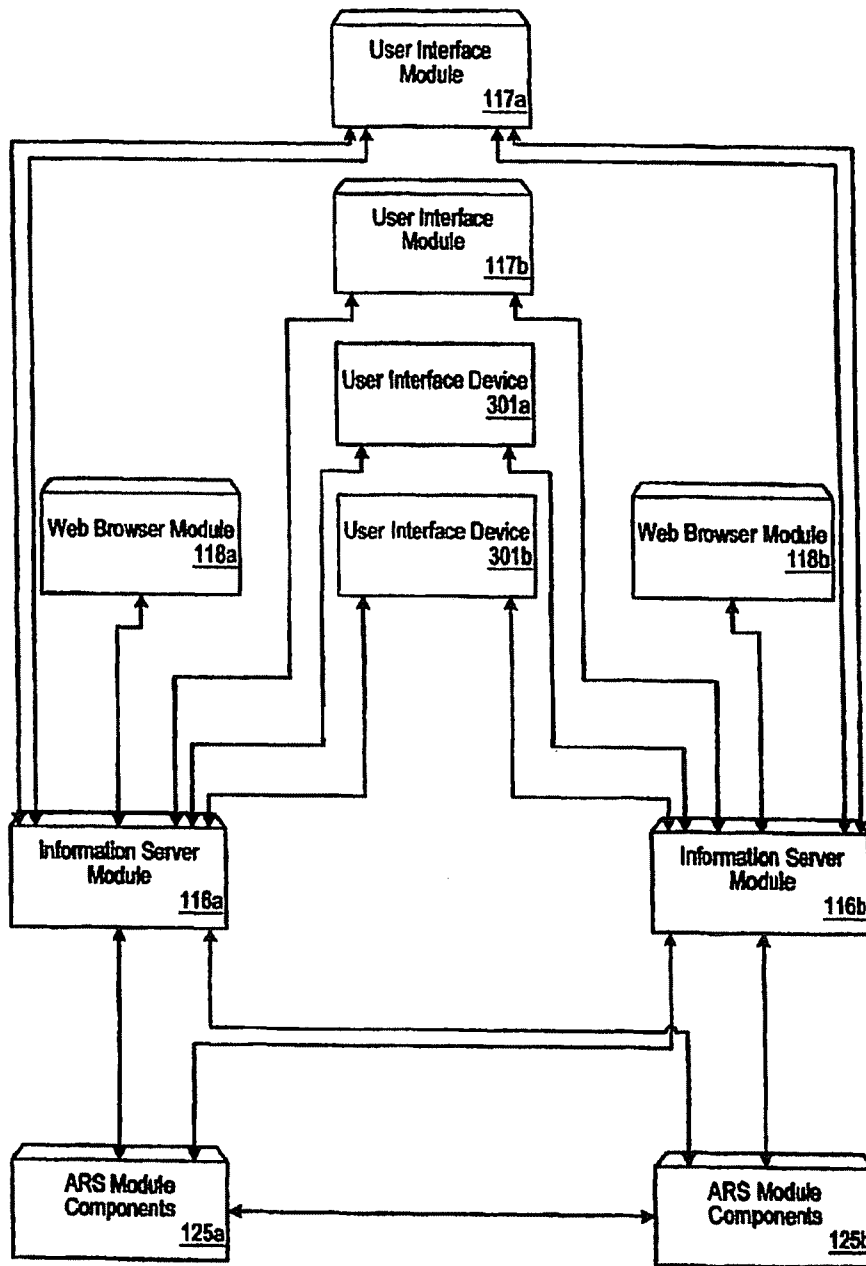 User Interface
Module
117a
User Interface
Module
117b
User Interface Device
301a
Web Browser Module
118a
User Interface Device
301b
Web Browser Module
118b
Information Server
Module
116a
Information Server
Module
116b
ARS Module
Components
125a
ARS Module
Components
125b